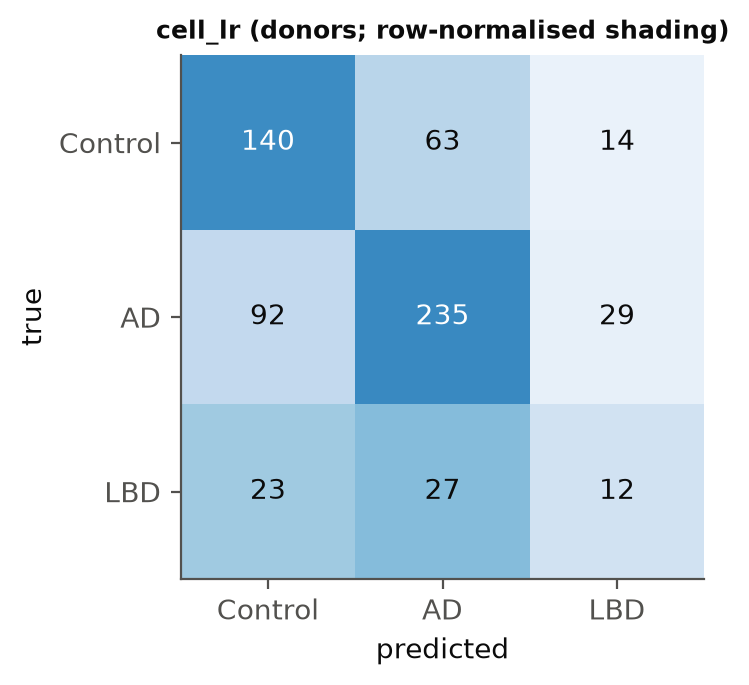 cell_lr (donors; row-normalised shading)
Control 140 63 14
AD 92 235 29
LBD 23 27 12
Control AD LBD
predicted
true